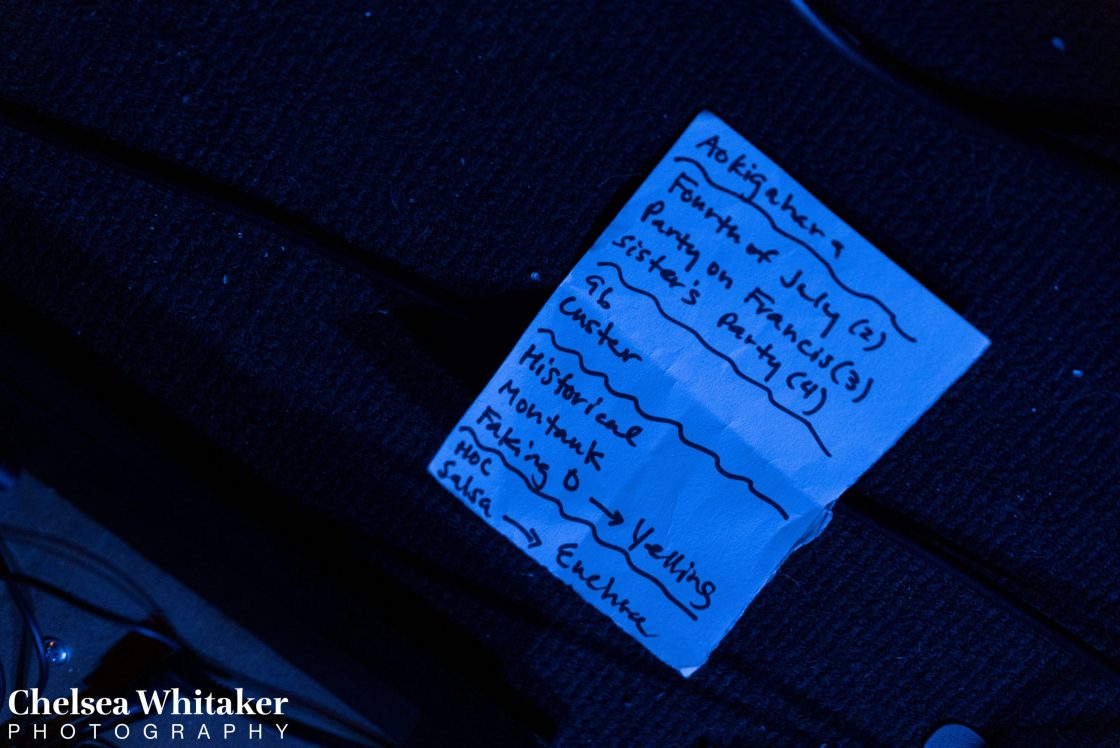 Aokigahara
Fourth of July (2)
Party on Francis (3)
sister's party (4)
96
Custer
Historical
Montauk
Faking O → Yelling
HOC
Salsa →
Chelsea Whitaker
PHOTOGRAPHY